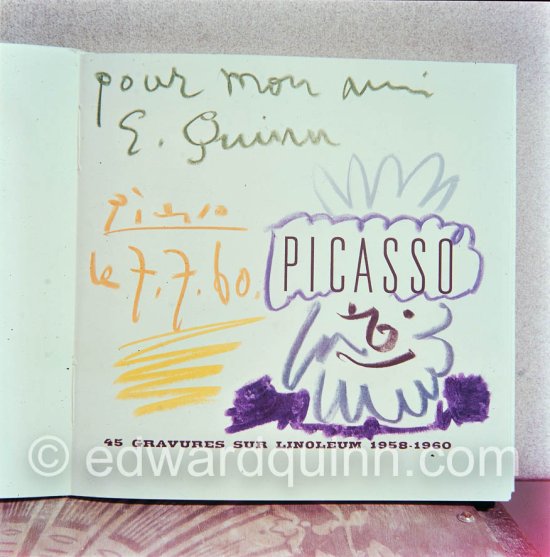 pour mon ami
E. Quinn
Picasso
le 7.7.60.
PICASSO
45 GRAVURES SUR LINOLEUM 1958-1960
© edwardquinn.com